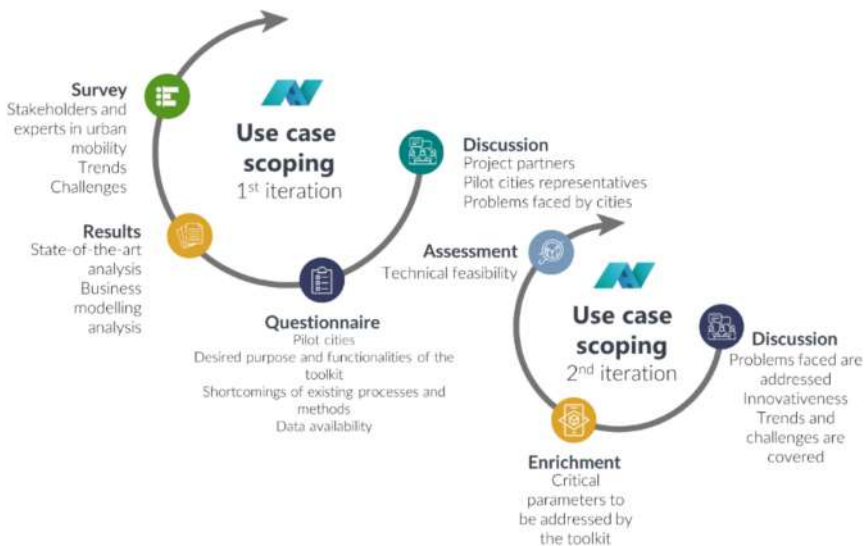 Survey
Stakeholders and
experts in urban
mobility
Trends
Challenges
Results
State-of-the-art
analysis
Business
modelling
analysis
Use case
scoping
1st iteration
Questionnaire
Pilot cities
Desired purpose and functionalities of the
toolkit
Shortcomings of existing processes and
methods
Data availability
Discussion
Project partners
Pilot cities representatives
Problems faced by cities
Assessment
Technical feasibility
Use case
scoping
2nd iteration
Enrichment
Critical
parameters to
be addressed by
the toolkit
Discussion
Problems faced are
addressed
Innovativeness
Trends and
challenges are
covered